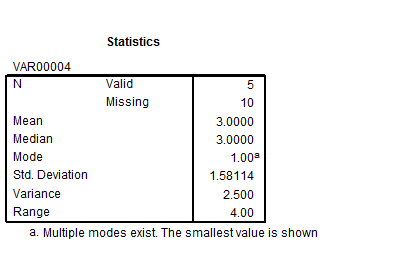 Statistics
VAR00004
N Valid 5
Missing 10
Mean 3.0000
Median 3.0000
Mode 1.00a
Std. Deviation 1.58114
Variance 2.500
Range 4.00
a. Multiple modes exist. The smallest value is shown